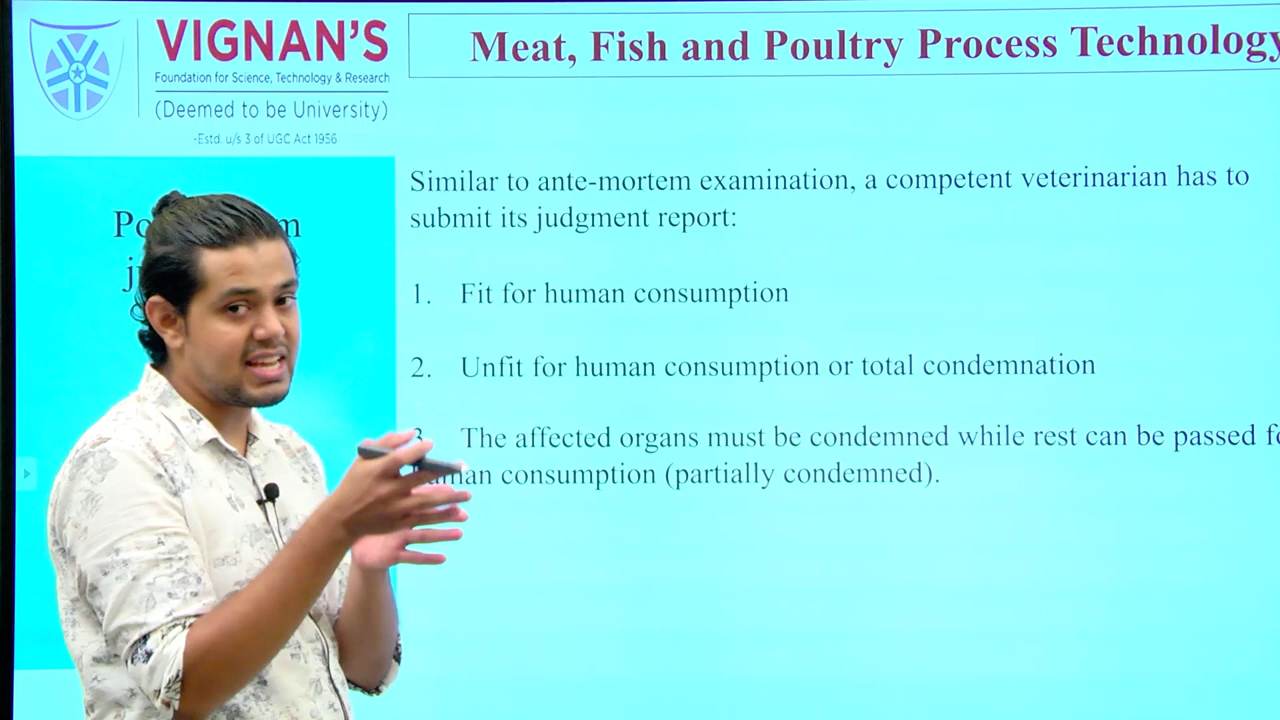 VIGNAN'S
Foundation for Science, Technology & Research
(Deemed to be University)
-Estd. u/s 3 of UGC Act 1956
Meat, Fish and Poultry Process Technology
Similar to ante-mortem examination, a competent veterinarian has to
submit its judgment report:
1. Fit for human consumption
2. Unfit for human consumption or total condemnation
3. The affected organs must be condemned while rest can be passed
human consumption (partially condemned).